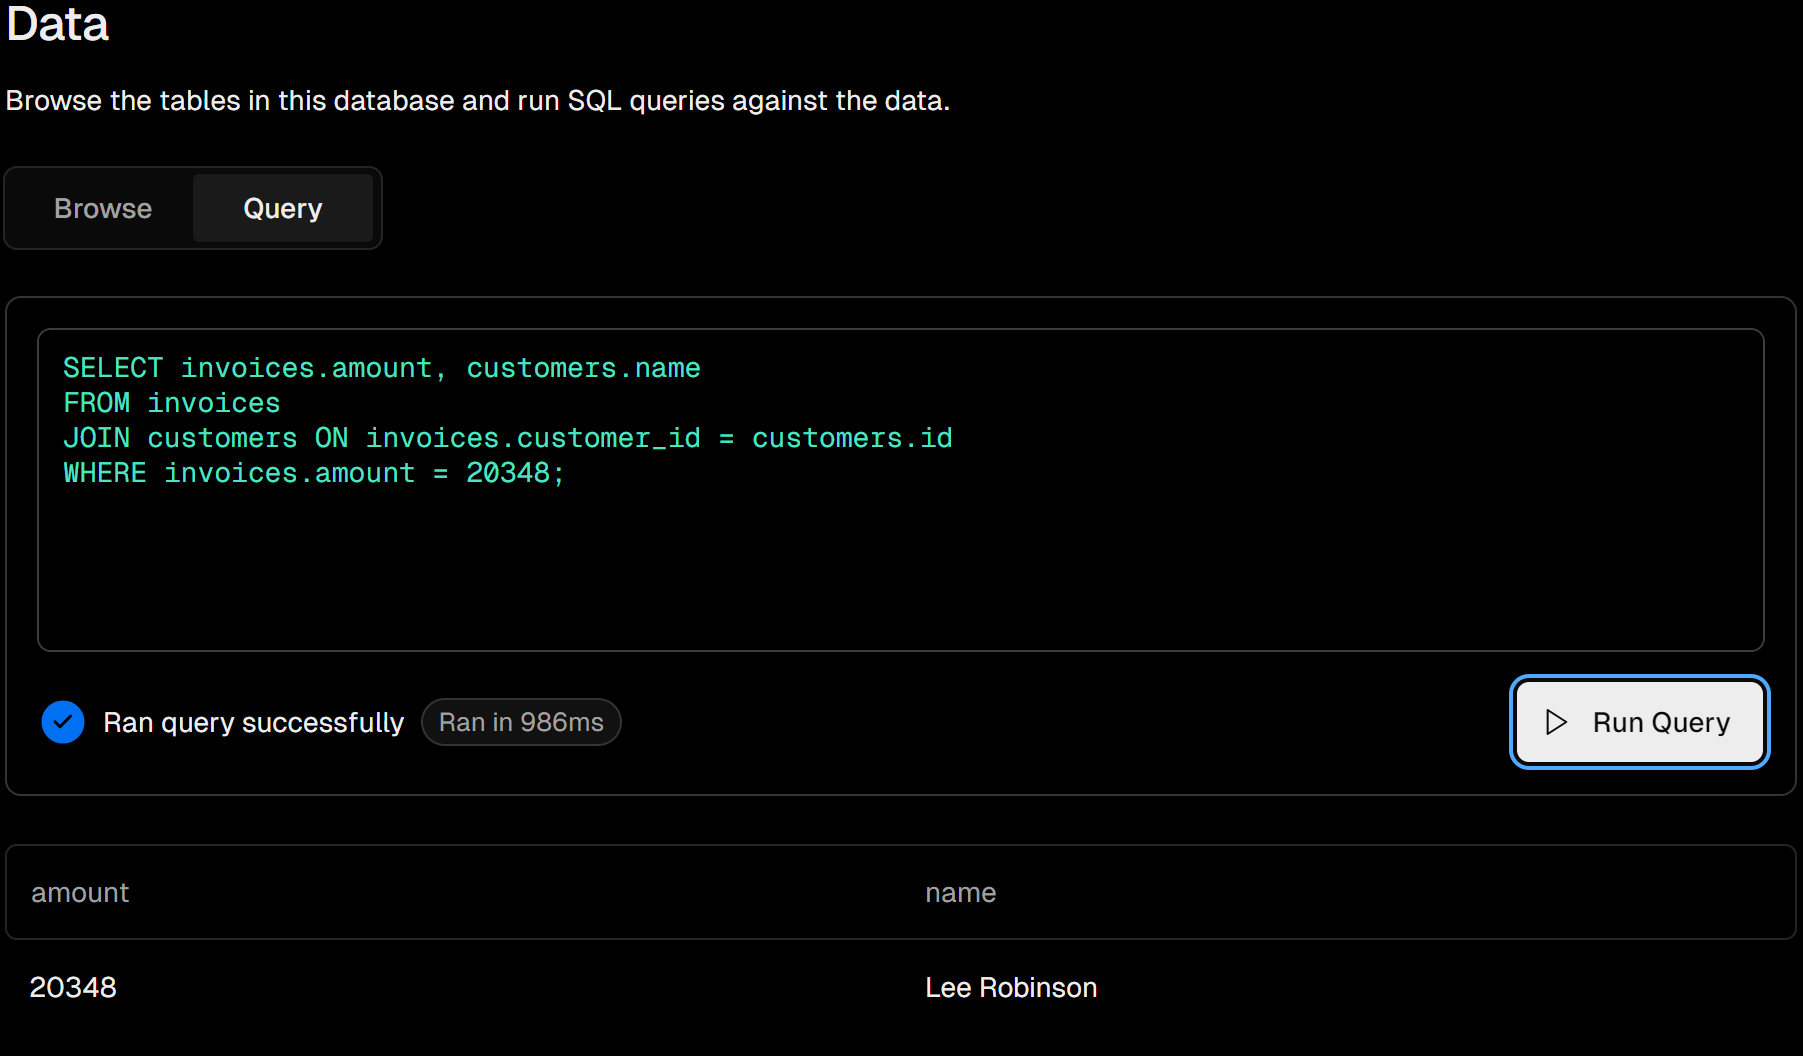 Data
Browse the tables in this database and run SQL queries against the data.
Browse Query
SELECT invoices.amount, customers.name
FROM invoices
JOIN customers ON invoices.customer_id = customers.id
WHERE invoices.amount = 20348;
Ran query successfully Ran in 986ms Run Query
amount name
20348 Lee Robinson